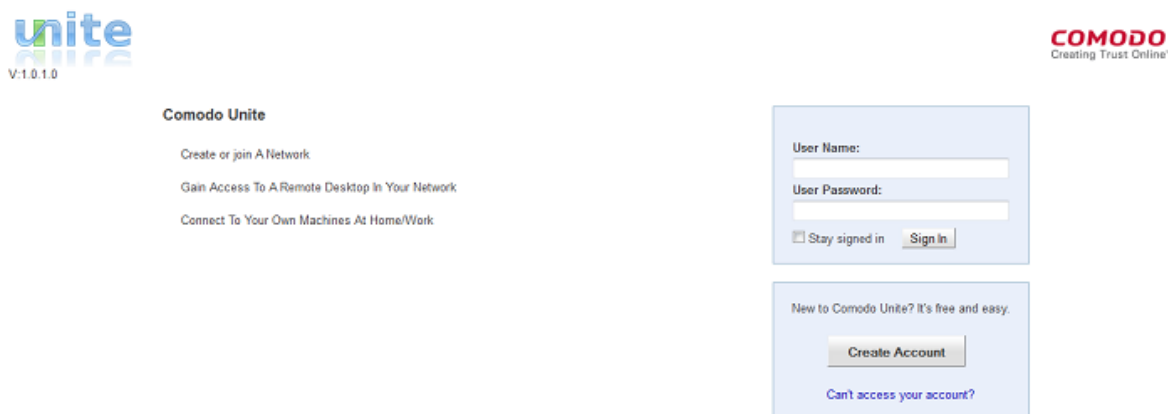 unite
COMODO
Creating Trust Online
V:1.0.1.0
Comodo Unite
Create or join A Network
Gain Access To A Remote Desktop In Your Network
Connect To Your Own Machines At Home/Work
User Name:
User Password:
Stay signed in
Sign In
New to Comodo Unite? It's free and easy.
Create Account
Can't access your account?